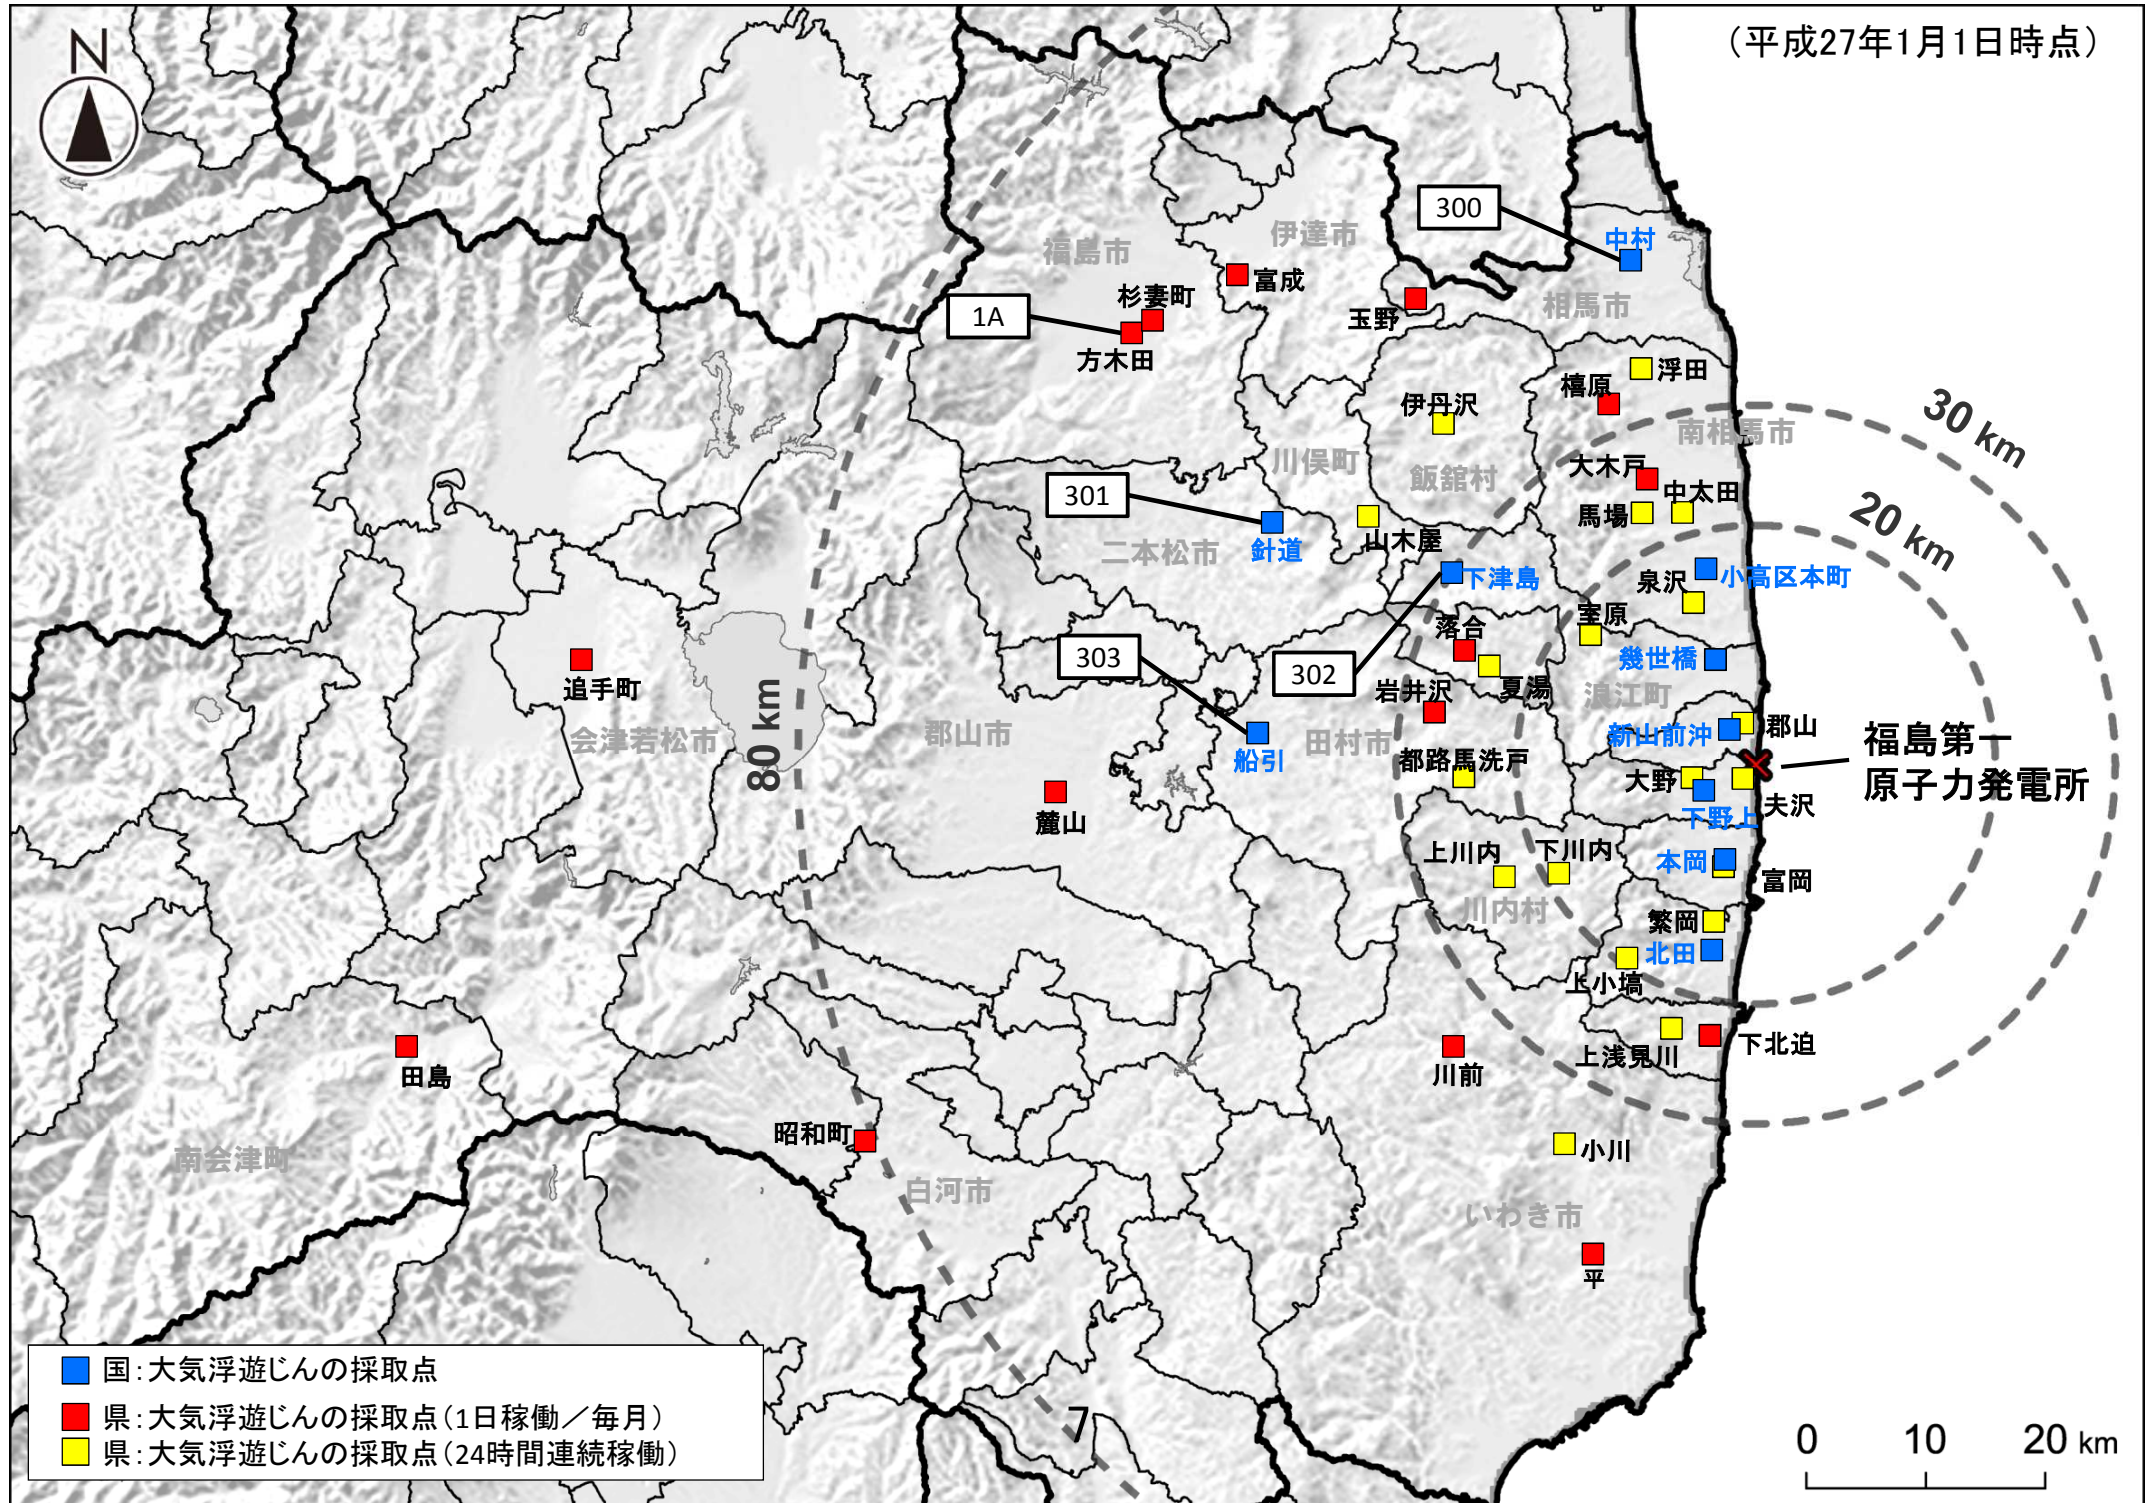 N
（平成27年1月1日時点）
300
中村
伊達市
福島市
富成
杉妻町
1A
方木田
玉野
相馬市
浮田
橲原
30 km
伊丹沢
南相馬市
川俣町
飯舘村
大木戸
中太田
馬場
20 km
301
針道
二本松市
山木屋
下津島
小高区本町
泉沢
室原
落合
303
302
幾世橋
夏湯
浪江町
岩井沢
追手町
会津若松市
80 km
郡山市
船引
田村市
新山前沖
郡山
福島第一
原子力発電所
都路馬洗戸
大野
夫沢
下野上
麓山
上川内
下川内
本岡
富岡
川内村
繁岡
北田
上小塙
上浅見川
下北迫
川前
田島
昭和町
小川
南会津町
白河市
いわき市
平
7
国：大気浮遊じんの採取点
県：大気浮遊じんの採取点（1日稼働／毎月）
県：大気浮遊じんの採取点（24時間連続稼働）
0 10 20 km